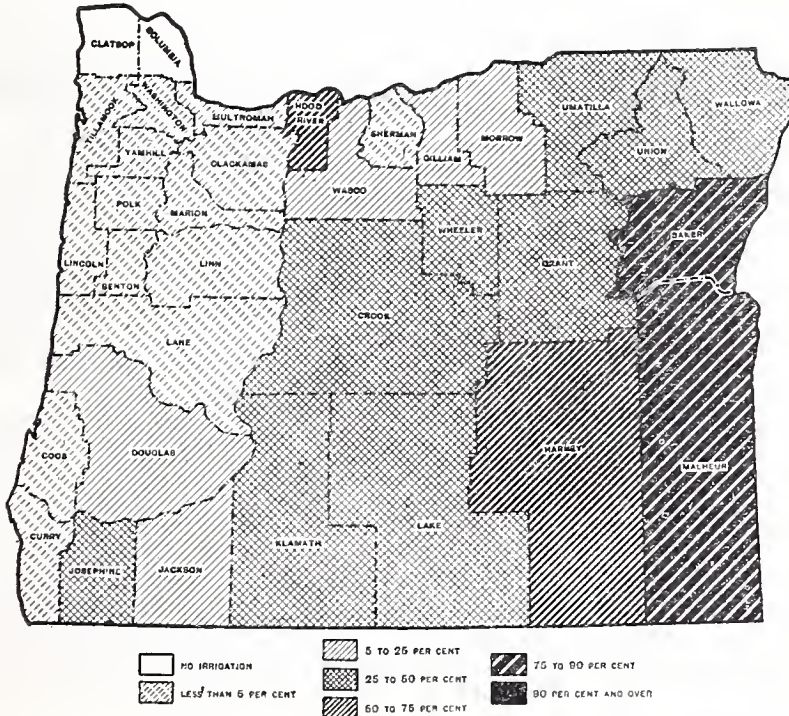 CLATSOP
COLUMBIA
TILLAMOOK
WASHINGTON
MULTNOMAH
HOOD
RIVER
SHERMAN
GILLIAM
MORROW
UMATILLA
WALLOWA
UNION
YAMHILL
CLACKAMAS
WASCO
POLK
MARION
WHEELER
GRANT
BAKER
LINCOLN
BENTON
LINN
CROOK
LANE
COOS
DOUGLAS
HARNEY
MALHEUR
CURRY
JOSEPHINE
JACKSON
KLAMATH
LAKE
NO IRRIGATION
LESS THAN 5 PER CENT
5 TO 25 PER CENT
25 TO 50 PER CENT
50 TO 75 PER CENT
75 TO 90 PER CENT
90 PER CENT AND OVER